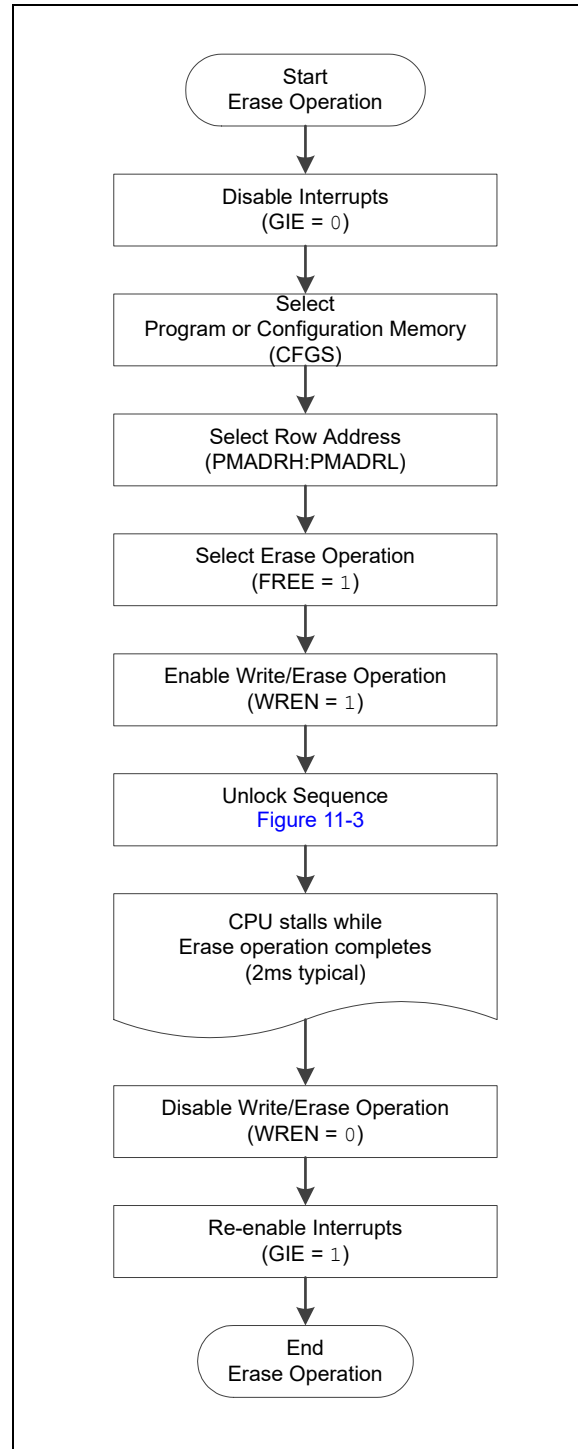 Start
Erase Operation
Disable Interrupts
(GIE = 0)
Select
Program or Configuration Memory
(CFGS)
Select Row Address
(PMADRH:PMADRL)
Select Erase Operation
(FREE = 1)
Enable Write/Erase Operation
(WREN = 1)
Unlock Sequence
Figure 11-3
CPU stalls while
Erase operation completes
(2ms typical)
Disable Write/Erase Operation
(WREN = 0)
Re-enable Interrupts
(GIE = 1)
End
Erase Operation